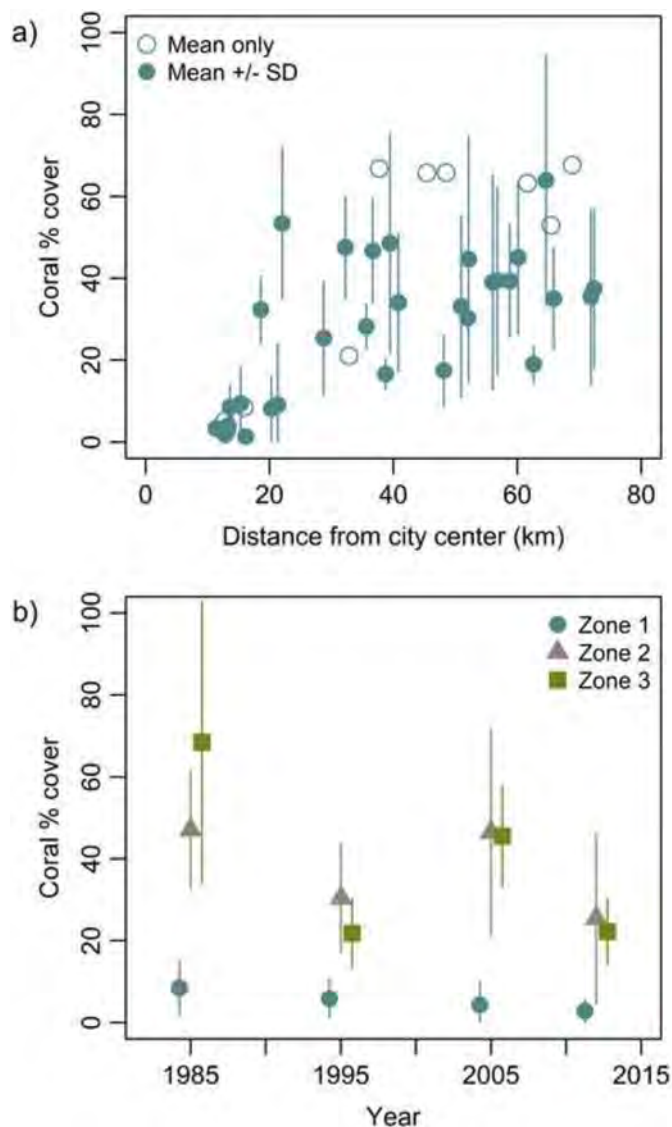 a)
Mean only
Mean +/- SD
Coral % cover
100
80
60
40
20
0
0 20 40 60 80
Distance from city center (km)
b)
Zone 1
Zone 2
Zone 3
Coral % cover
100
80
60
40
20
0
1985 1995 2005 2015
Year